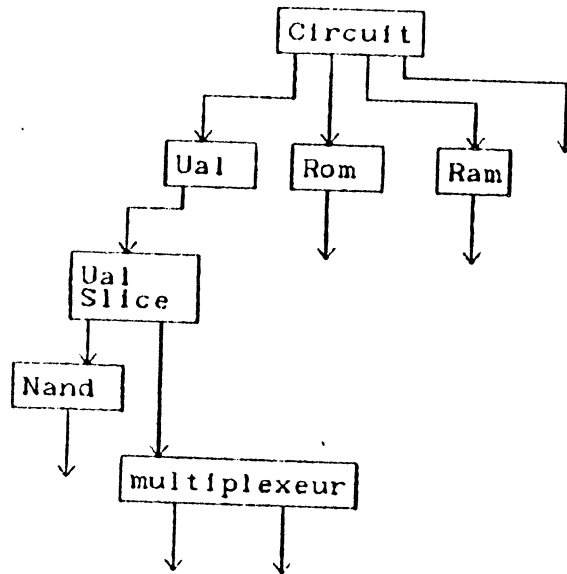 Circuit
Ual
Rom
Ram
Ual
Slice
Nand
multiplexeur